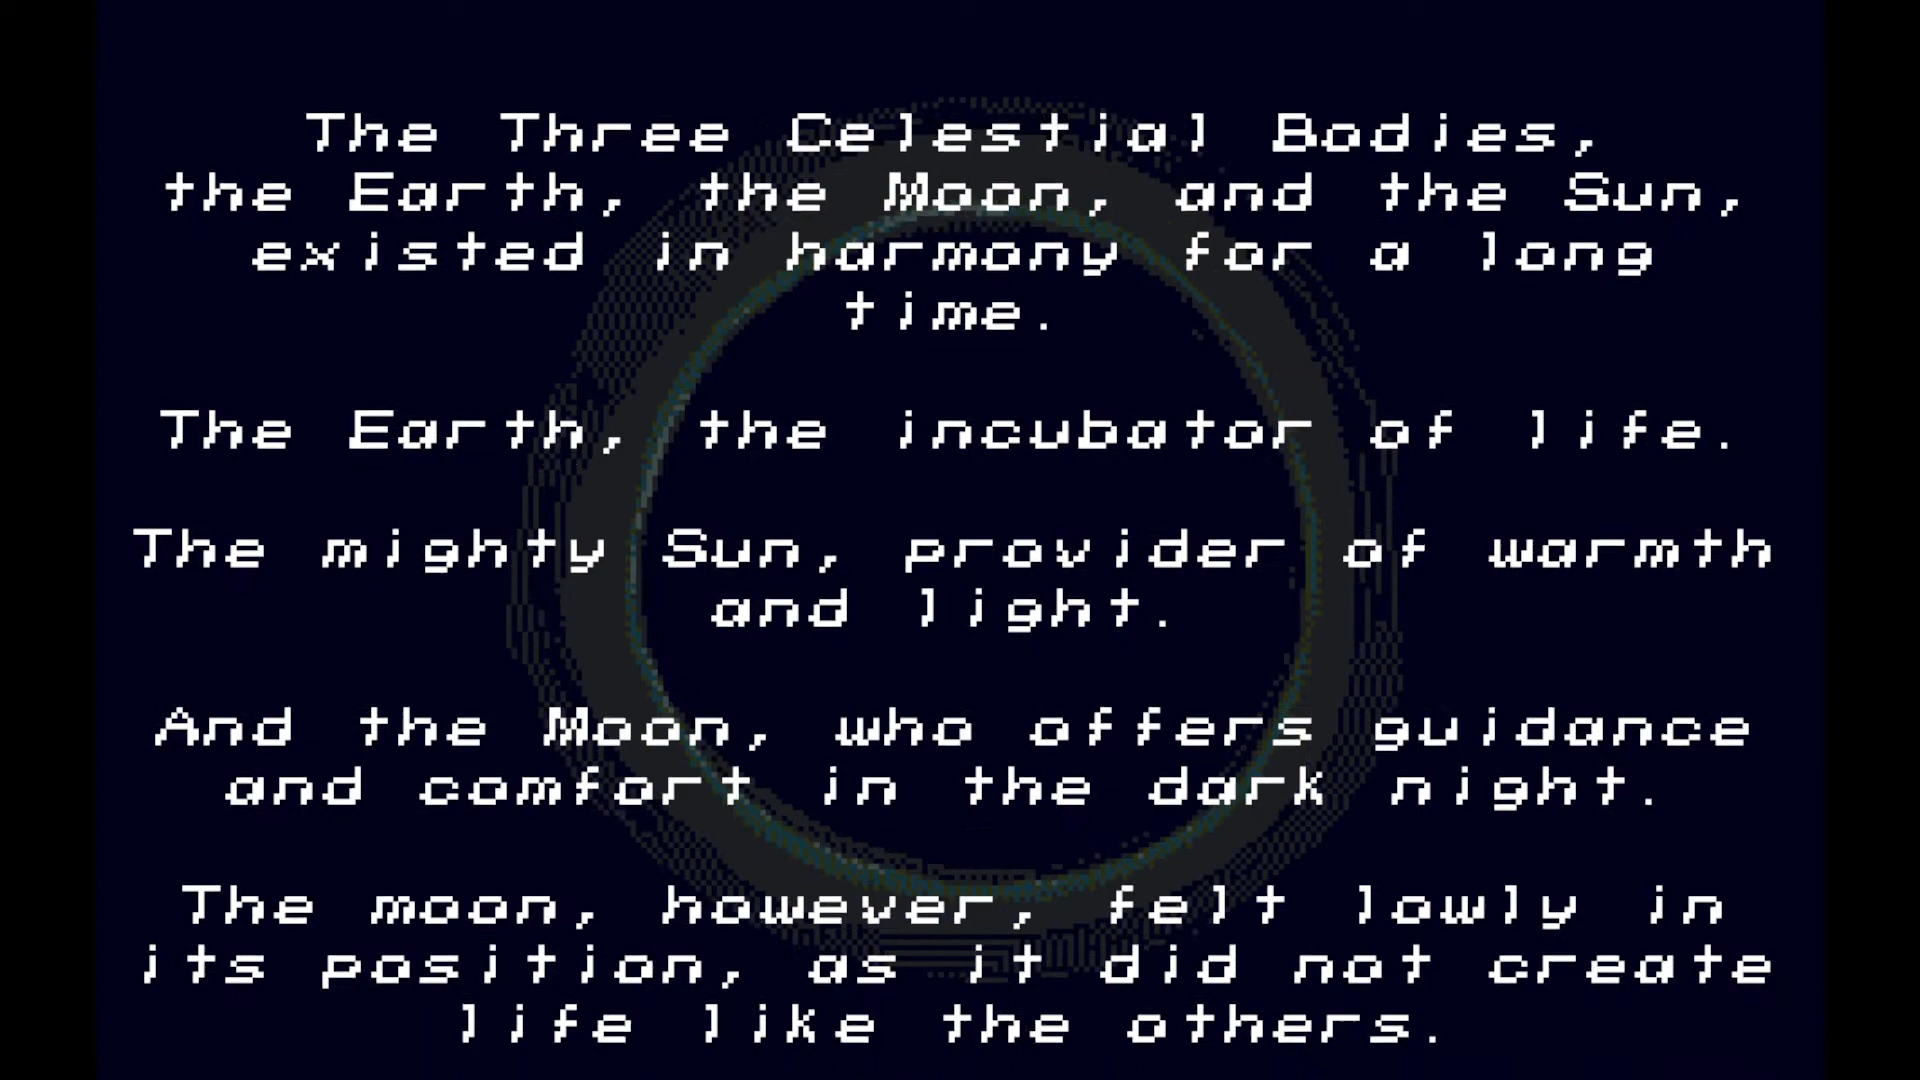 The Three Celestial Bodies,
the Earth, the Moon, and the Sun,
existed in harmony for a long
time.
The Earth, the incubator of life.
The mighty Sun, provider of warmth
and light.
And the Moon, who offers guidance
and comfort in the dark night.
The moon, however, felt lowly in
its position, as it did not create
life like the others.